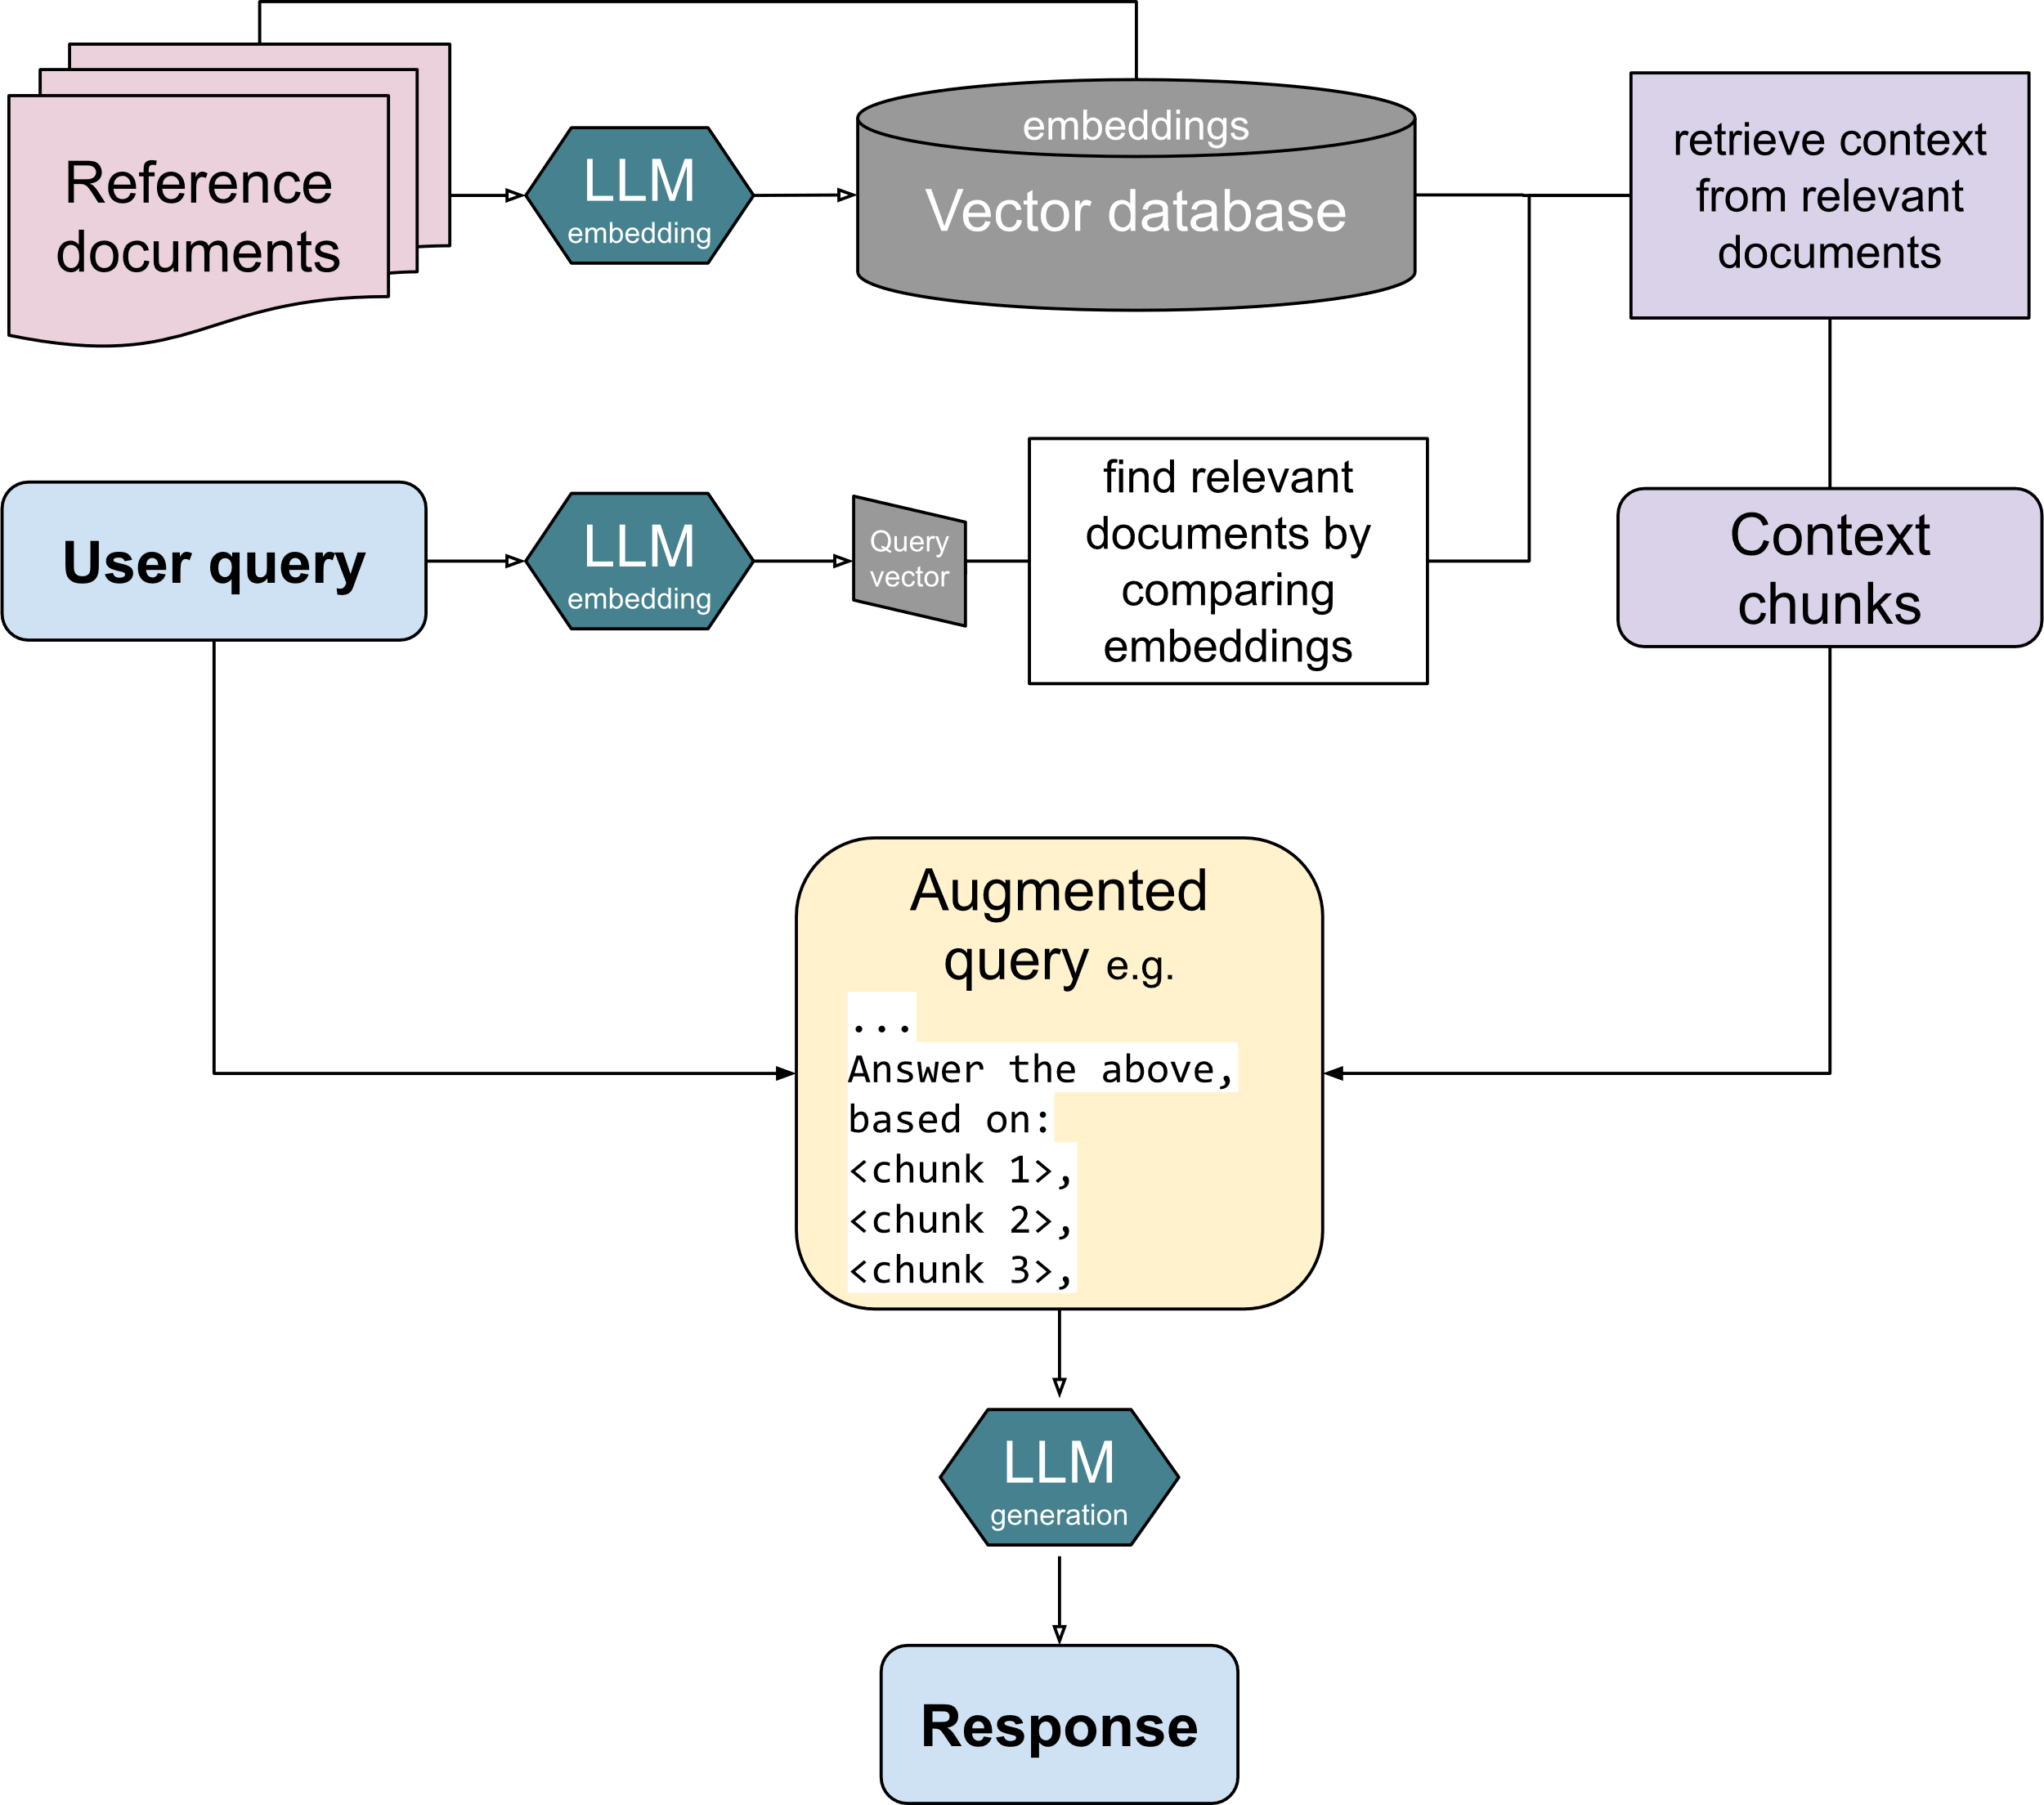 Reference
documents
LLM
embedding
embeddings
Vector database
retrieve context
from relevant
documents
User query
LLM
embedding
Query
vector
find relevant
documents by
comparing
embeddings
Context
chunks
Augmented
query e.g.
...
Answer the above,
based on:
<chunk 1>,
<chunk 2>,
<chunk 3>,
LLM
generation
Response